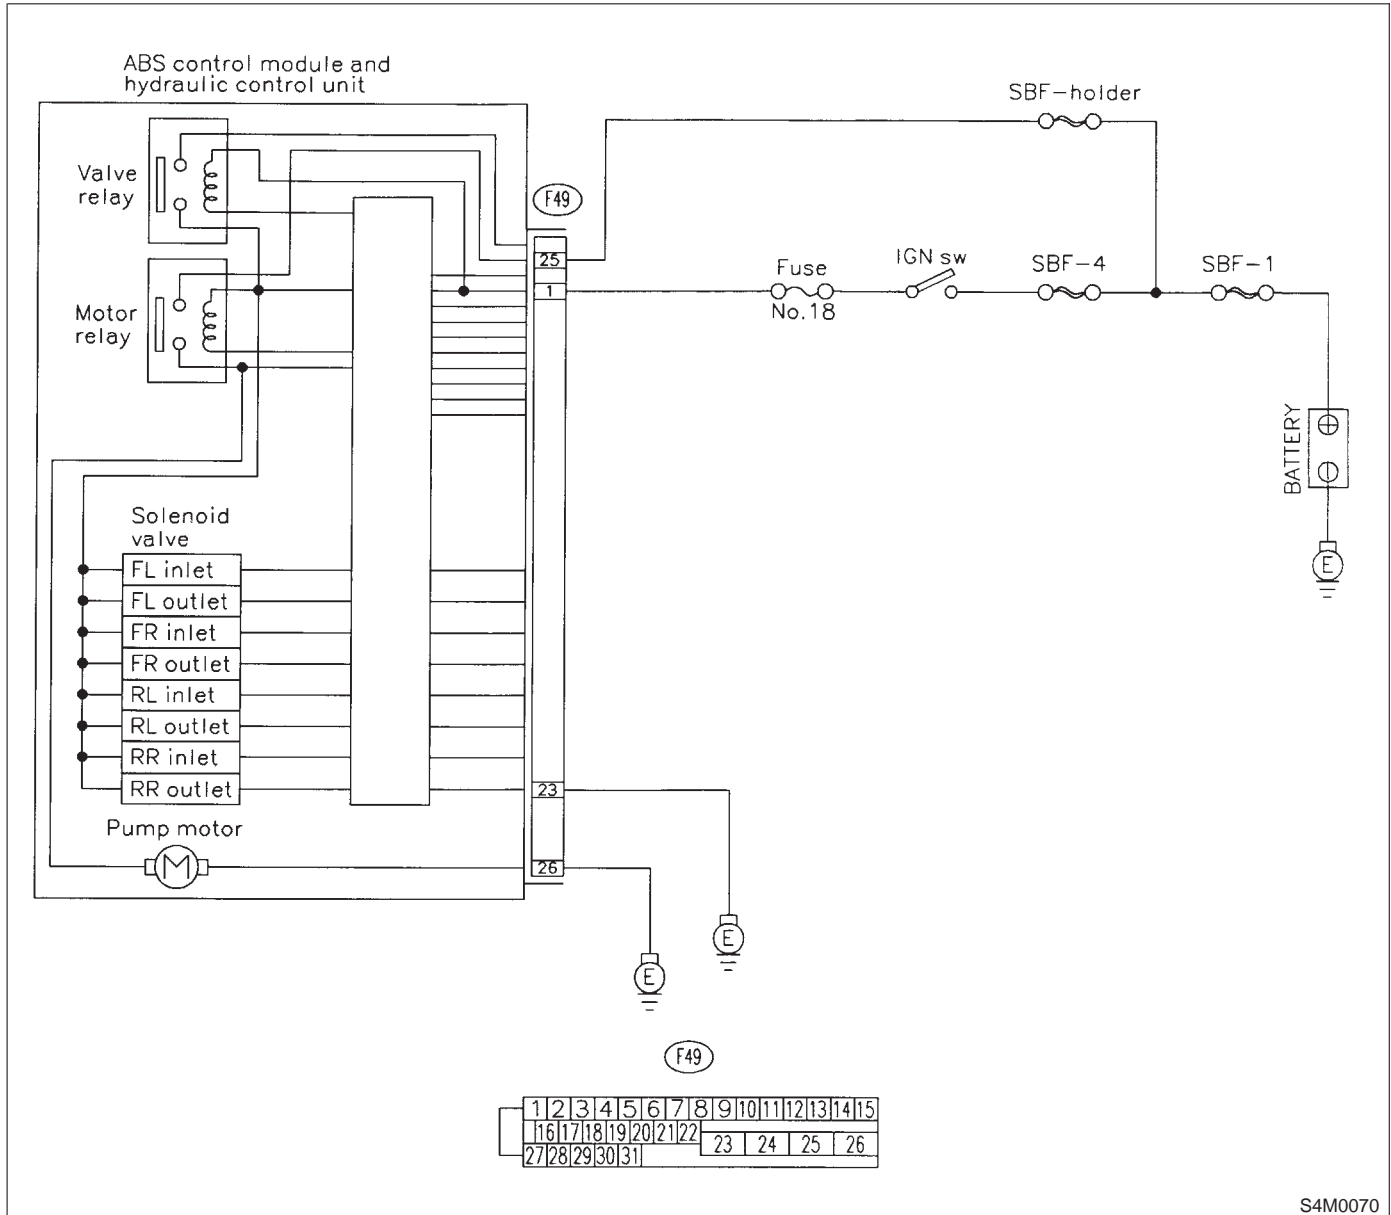 ABS control module and
hydraulic control unit
SBF-holder
Valve
relay
F49
25
1
Fuse
No.18
IGN sw
SBF-4
SBF-1
Motor
relay
BATTERY
Solenoid
valve
FL inlet
FL outlet
FR inlet
FR outlet
RL inlet
RL outlet
RR inlet
RR outlet
23
Pump motor
M
26
E
E
E
F49
1 2 3 4 5 6 7 8 9 10 11 12 13 14 15
16 17 18 19 20 21 22
23 24 25 26
27 28 29 30 31
S4M0070